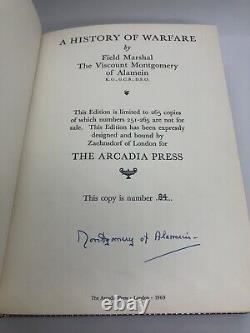 A HISTORY OF WARFARE
by
Field Marshal
The Viscount Montgomery
of Alamein
K.G., G.C.B., D.S.O.
This Edition is limited to 265 copies
of which numbers 251-265 are not for
sale. This Edition has been expressly
designed and bound by
Zaehnsdorf of London for
THE ARCADIA PRESS
This copy is number ..84...
Montgomery of Alamein
The Arcadia Press - London - 1969